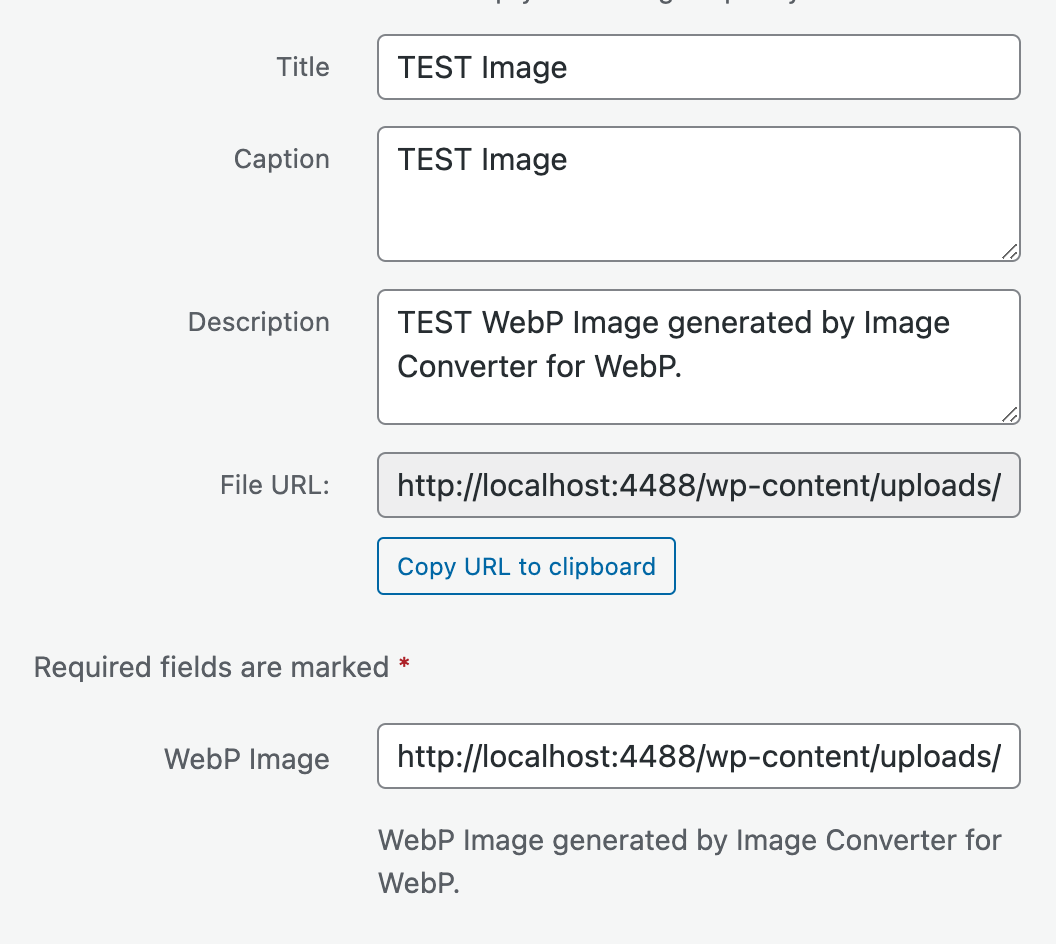 Title
TEST Image
Caption
TEST Image
Description
TEST WebP Image generated by Image
Converter for WebP.
File URL:
http://localhost:4488/wp-content/uploads/
Copy URL to clipboard
Required fields are marked *
WebP Image
http://localhost:4488/wp-content/uploads/
WebP Image generated by Image Converter for
WebP.